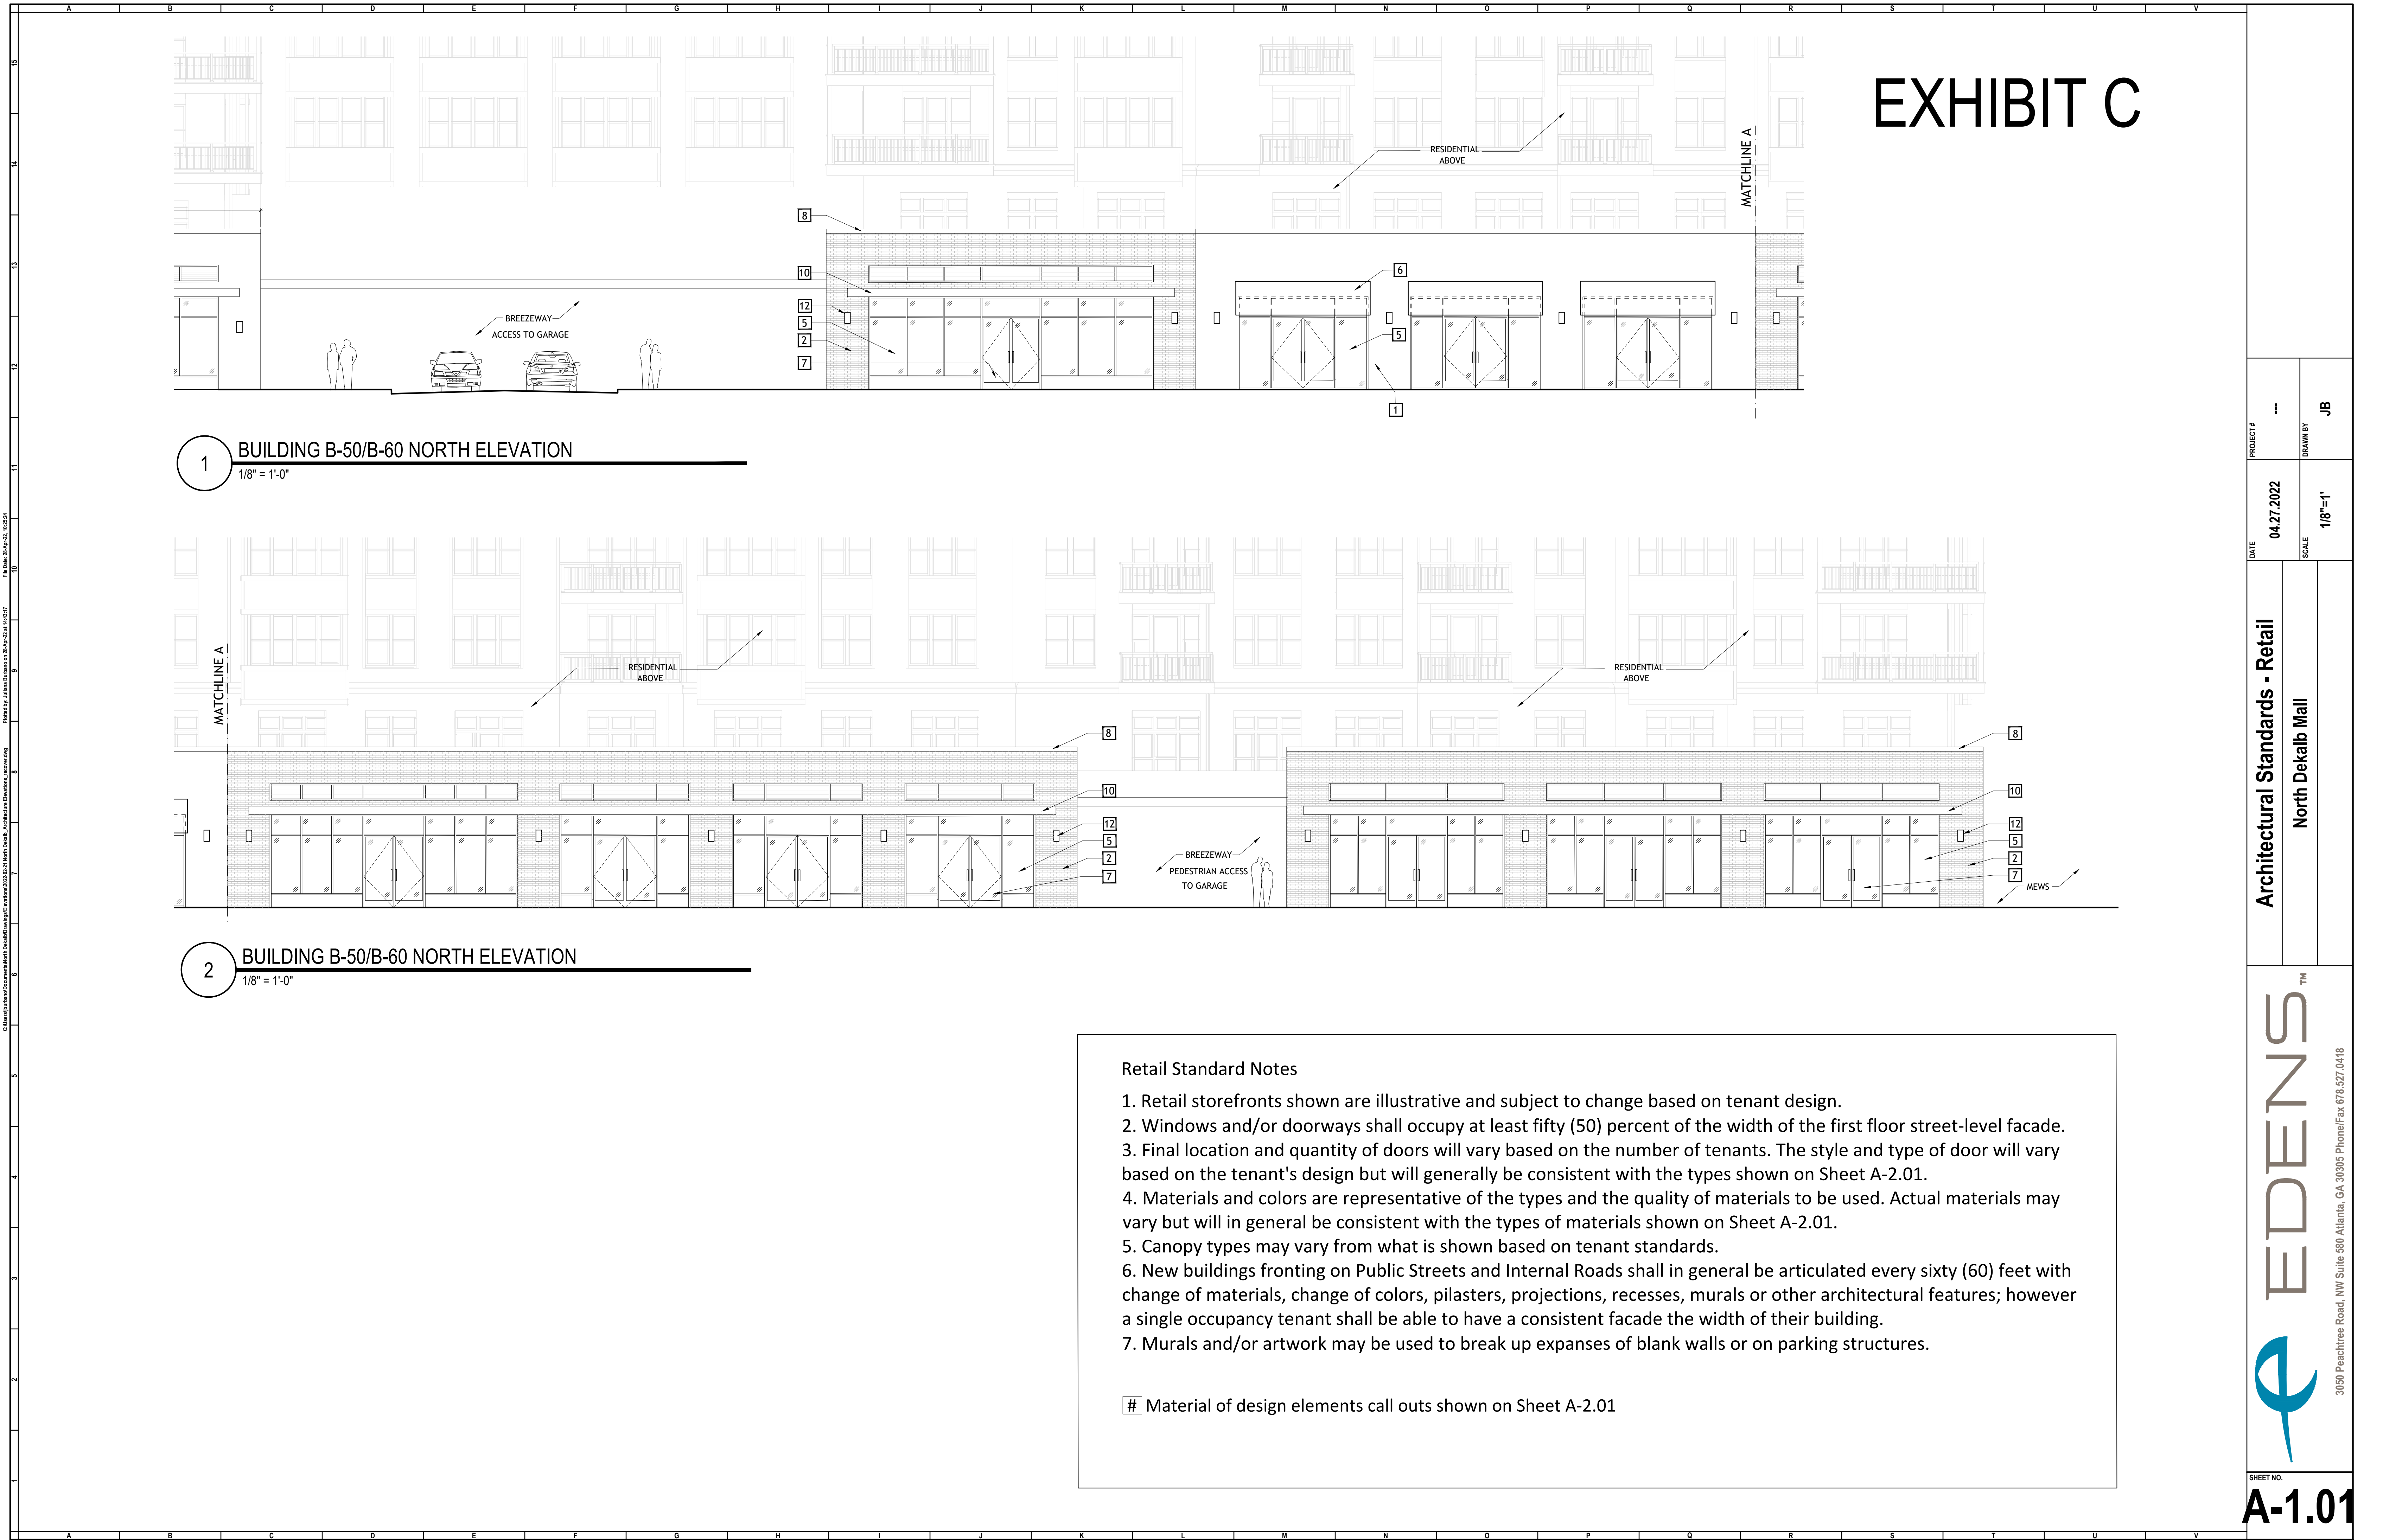 A B C D E F G H I J K L M N O P Q R S T U V
15
14
13
12
11
10
9
8
7
6
5
4
3
2
1
EXHIBIT C
RESIDENTIAL
ABOVE
MATCHLINE A
8
10
12
5
2
7
6
5
1
BREEZEWAY
ACCESS TO GARAGE
1
BUILDING B-50/B-60 NORTH ELEVATION
1/8" = 1'-0"
MATCHLINE A
RESIDENTIAL
ABOVE
RESIDENTIAL
ABOVE
8
10
12
5
2
7
BREEZEWAY
PEDESTRIAN ACCESS
TO GARAGE
8
10
12
5
2
7
MEWS
2
BUILDING B-50/B-60 NORTH ELEVATION
1/8" = 1'-0"
Retail Standard Notes
1. Retail storefronts shown are illustrative and subject to change based on tenant design.
2. Windows and/or doorways shall occupy at least fifty (50) percent of the width of the first floor street-level facade.
3. Final location and quantity of doors will vary based on the number of tenants. The style and type of door will vary
based on the tenant's design but will generally be consistent with the types shown on Sheet A-2.01.
4. Materials and colors are representative of the types and the quality of materials to be used. Actual materials may
vary but will in general be consistent with the types of materials shown on Sheet A-2.01.
5. Canopy types may vary from what is shown based on tenant standards.
6. New buildings fronting on Public Streets and Internal Roads shall in general be articulated every sixty (60) feet with
change of materials, change of colors, pilasters, projections, recesses, murals or other architectural features; however
a single occupancy tenant shall be able to have a consistent facade the width of their building.
7. Murals and/or artwork may be used to break up expanses of blank walls or on parking structures.
# Material of design elements call outs shown on Sheet A-2.01
PROJECT #
---
DRAWN BY
JB
DATE
04.27.2022
SCALE
1/8"=1'
Architectural Standards - Retail
North Dekalb Mall
EDENS™
3050 Peachtree Road, NW Suite 580 Atlanta, GA 30305 Phone/Fax 678.527.0418
SHEET NO.
A-1.01
A B C D E F G H I J K L M N O P Q R S T U V